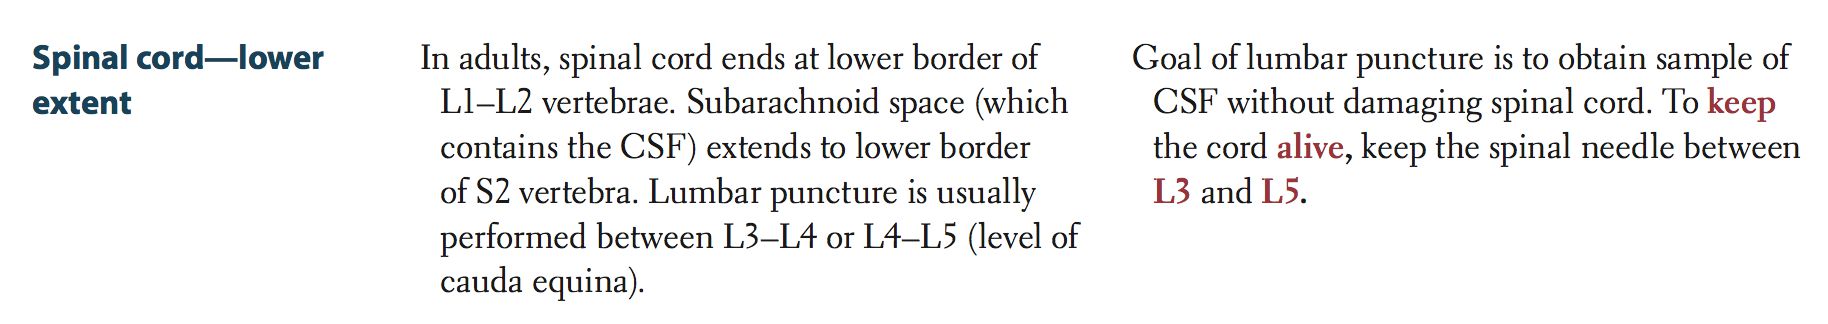 Spinal cord—lower
extent
In adults, spinal cord ends at lower border of
L1–L2 vertebrae. Subarachnoid space (which
contains the CSF) extends to lower border
of S2 vertebra. Lumbar puncture is usually
performed between L3–L4 or L4–L5 (level of
cauda equina).
Goal of lumbar puncture is to obtain sample of
CSF without damaging spinal cord. To keep
the cord alive, keep the spinal needle between
L3 and L5.